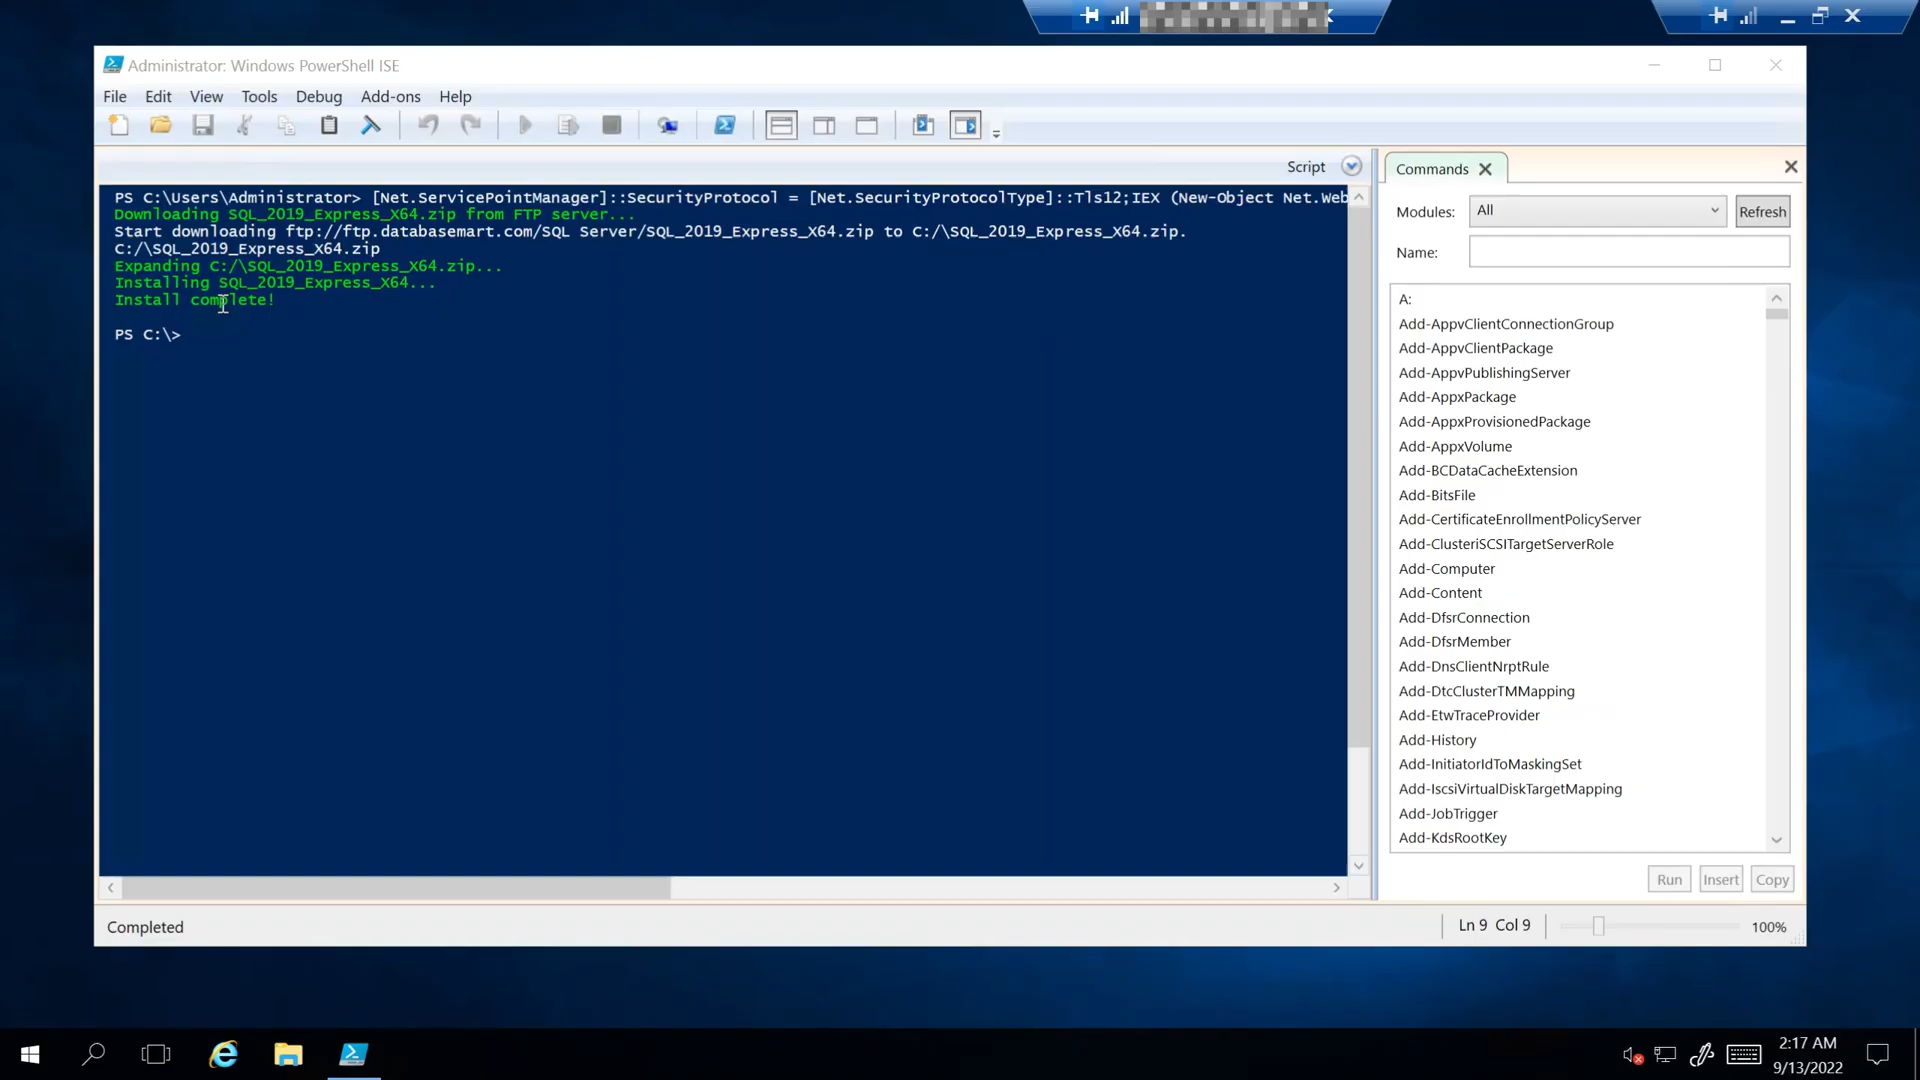 Administrator: Windows PowerShell ISE
File Edit View Tools Debug Add-ons Help
Script
PS C:\Users\Administrator> [Net.ServicePointManager]::SecurityProtocol = [Net.SecurityProtocolType]::Tls12;IEX (New-Object Net.Web
Downloading SQL_2019_Express_X64.zip from FTP server...
Start downloading ftp://ftp.databasemart.com/SQL Server/SQL_2019_Express_X64.zip to C:/\SQL_2019_Express_X64.zip.
C:/\SQL_2019_Express_X64.zip
Expanding C:/\SQL_2019_Express_X64.zip...
Installing SQL_2019_Express_X64...
Install complete!
PS C:\>
Commands
Modules: All Refresh
Name:
A:
Add-AppvClientConnectionGroup
Add-AppvClientPackage
Add-AppvPublishingServer
Add-AppxPackage
Add-AppxProvisionedPackage
Add-AppxVolume
Add-BCDataCacheExtension
Add-BitsFile
Add-CertificateEnrollmentPolicyServer
Add-ClusteriSCSITargetServerRole
Add-Computer
Add-Content
Add-DfsrConnection
Add-DfsrMember
Add-DnsClientNrptRule
Add-DtcClusterTMMapping
Add-EtwTraceProvider
Add-History
Add-InitiatorIdToMaskingSet
Add-IscsiVirtualDiskTargetMapping
Add-JobTrigger
Add-KdsRootKey
Run Insert Copy
Completed
Ln 9 Col 9
100%
2:17 AM
9/13/2022